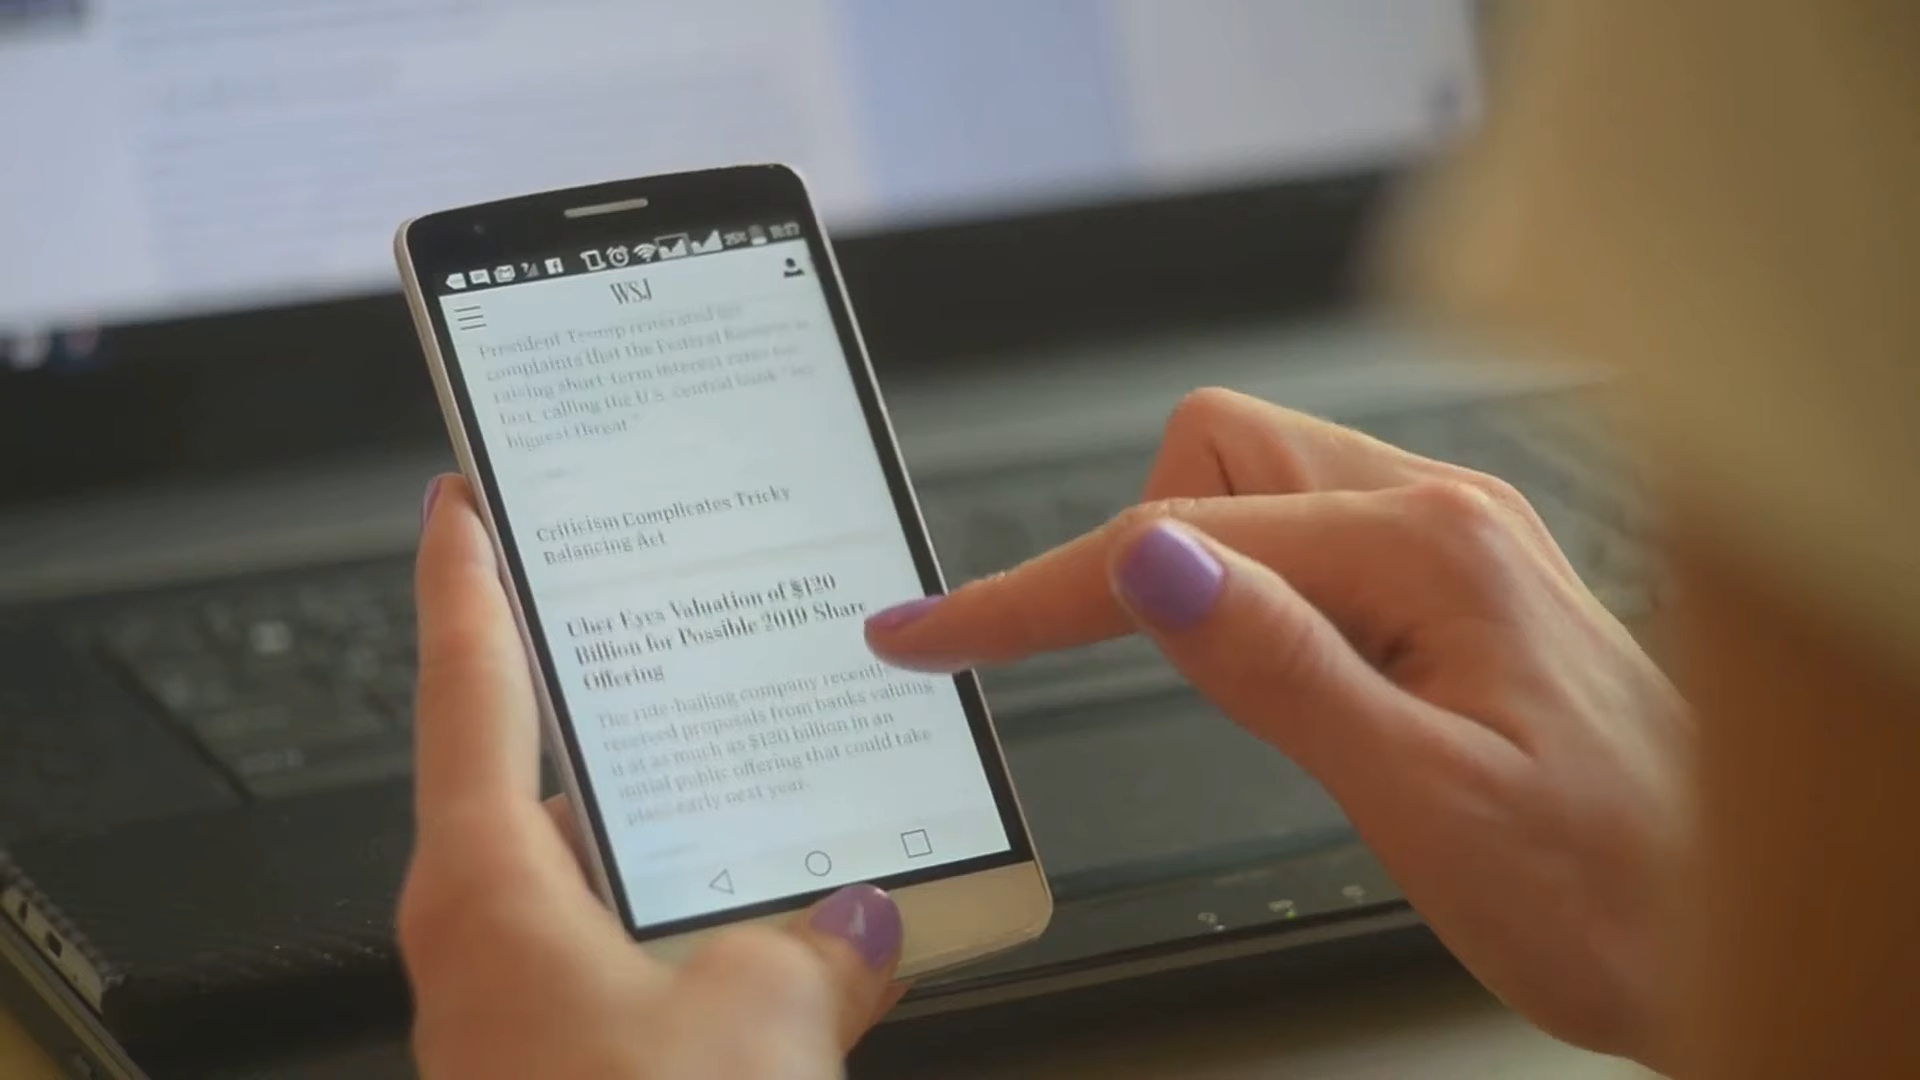 25%
WSJ
President Trump reiterated his
complaints that the Federal Reserve is
raising short-term interest rates too
fast, calling the U.S. central bank "my
biggest threat."
Criticism Complicates Tricky
Balancing Act
Uber Eyes Valuation of $120
Billion for Possible 2019 Share
Offering
The ride-hailing company recently
received proposals from banks valuing
it at as much as $120 billion in an
initial public offering that could take
place early next year.